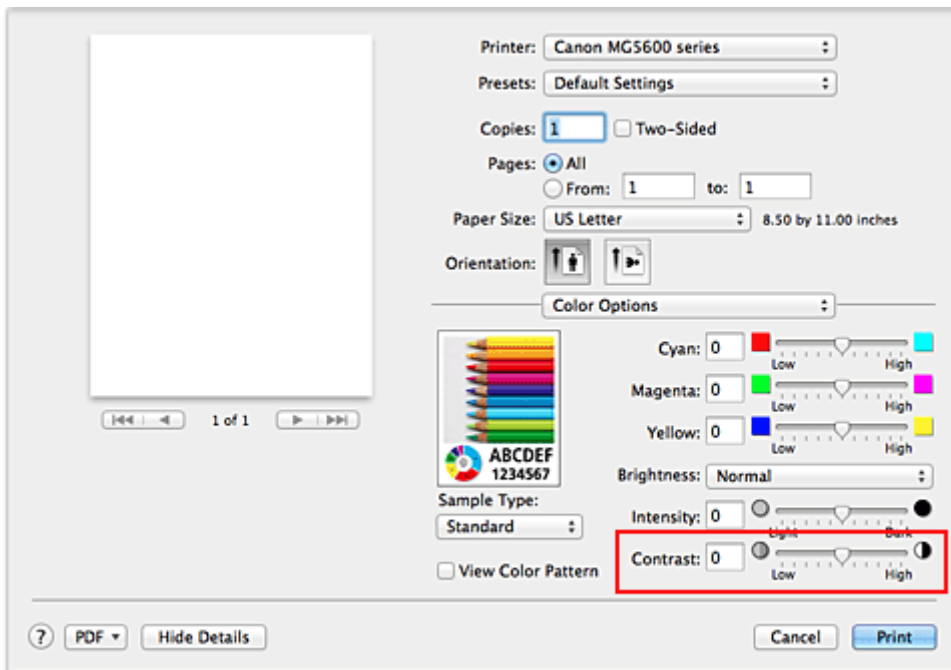 Printer: Canon MG5600 series
Presets: Default Settings
Copies: 1 Two-Sided
Pages: All
From: 1 to: 1
Paper Size: US Letter 8.50 by 11.00 inches
Orientation:
Color Options
Cyan: 0
Low High
Magenta: 0
Low High
1 of 1
Yellow: 0
Low High
ABCDEF
1234567
Brightness: Normal
Sample Type:
Intensity: 0
Light Dark
Standard
Contrast: 0
Low High
View Color Pattern
? PDF Hide Details Cancel Print